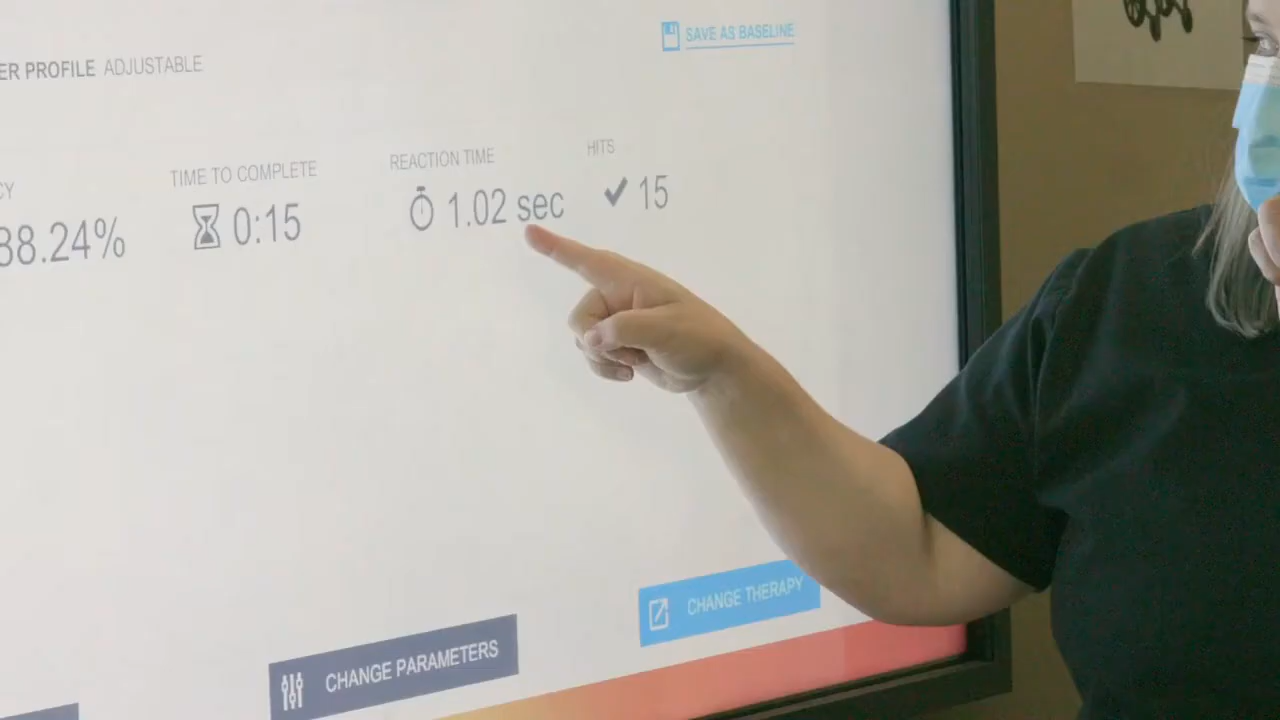 SAVE AS BASELINE
ER PROFILE ADJUSTABLE
CY
TIME TO COMPLETE
REACTION TIME
HITS
88.24%
0:15
1.02 sec
15
CHANGE THERAPY
CHANGE PARAMETERS